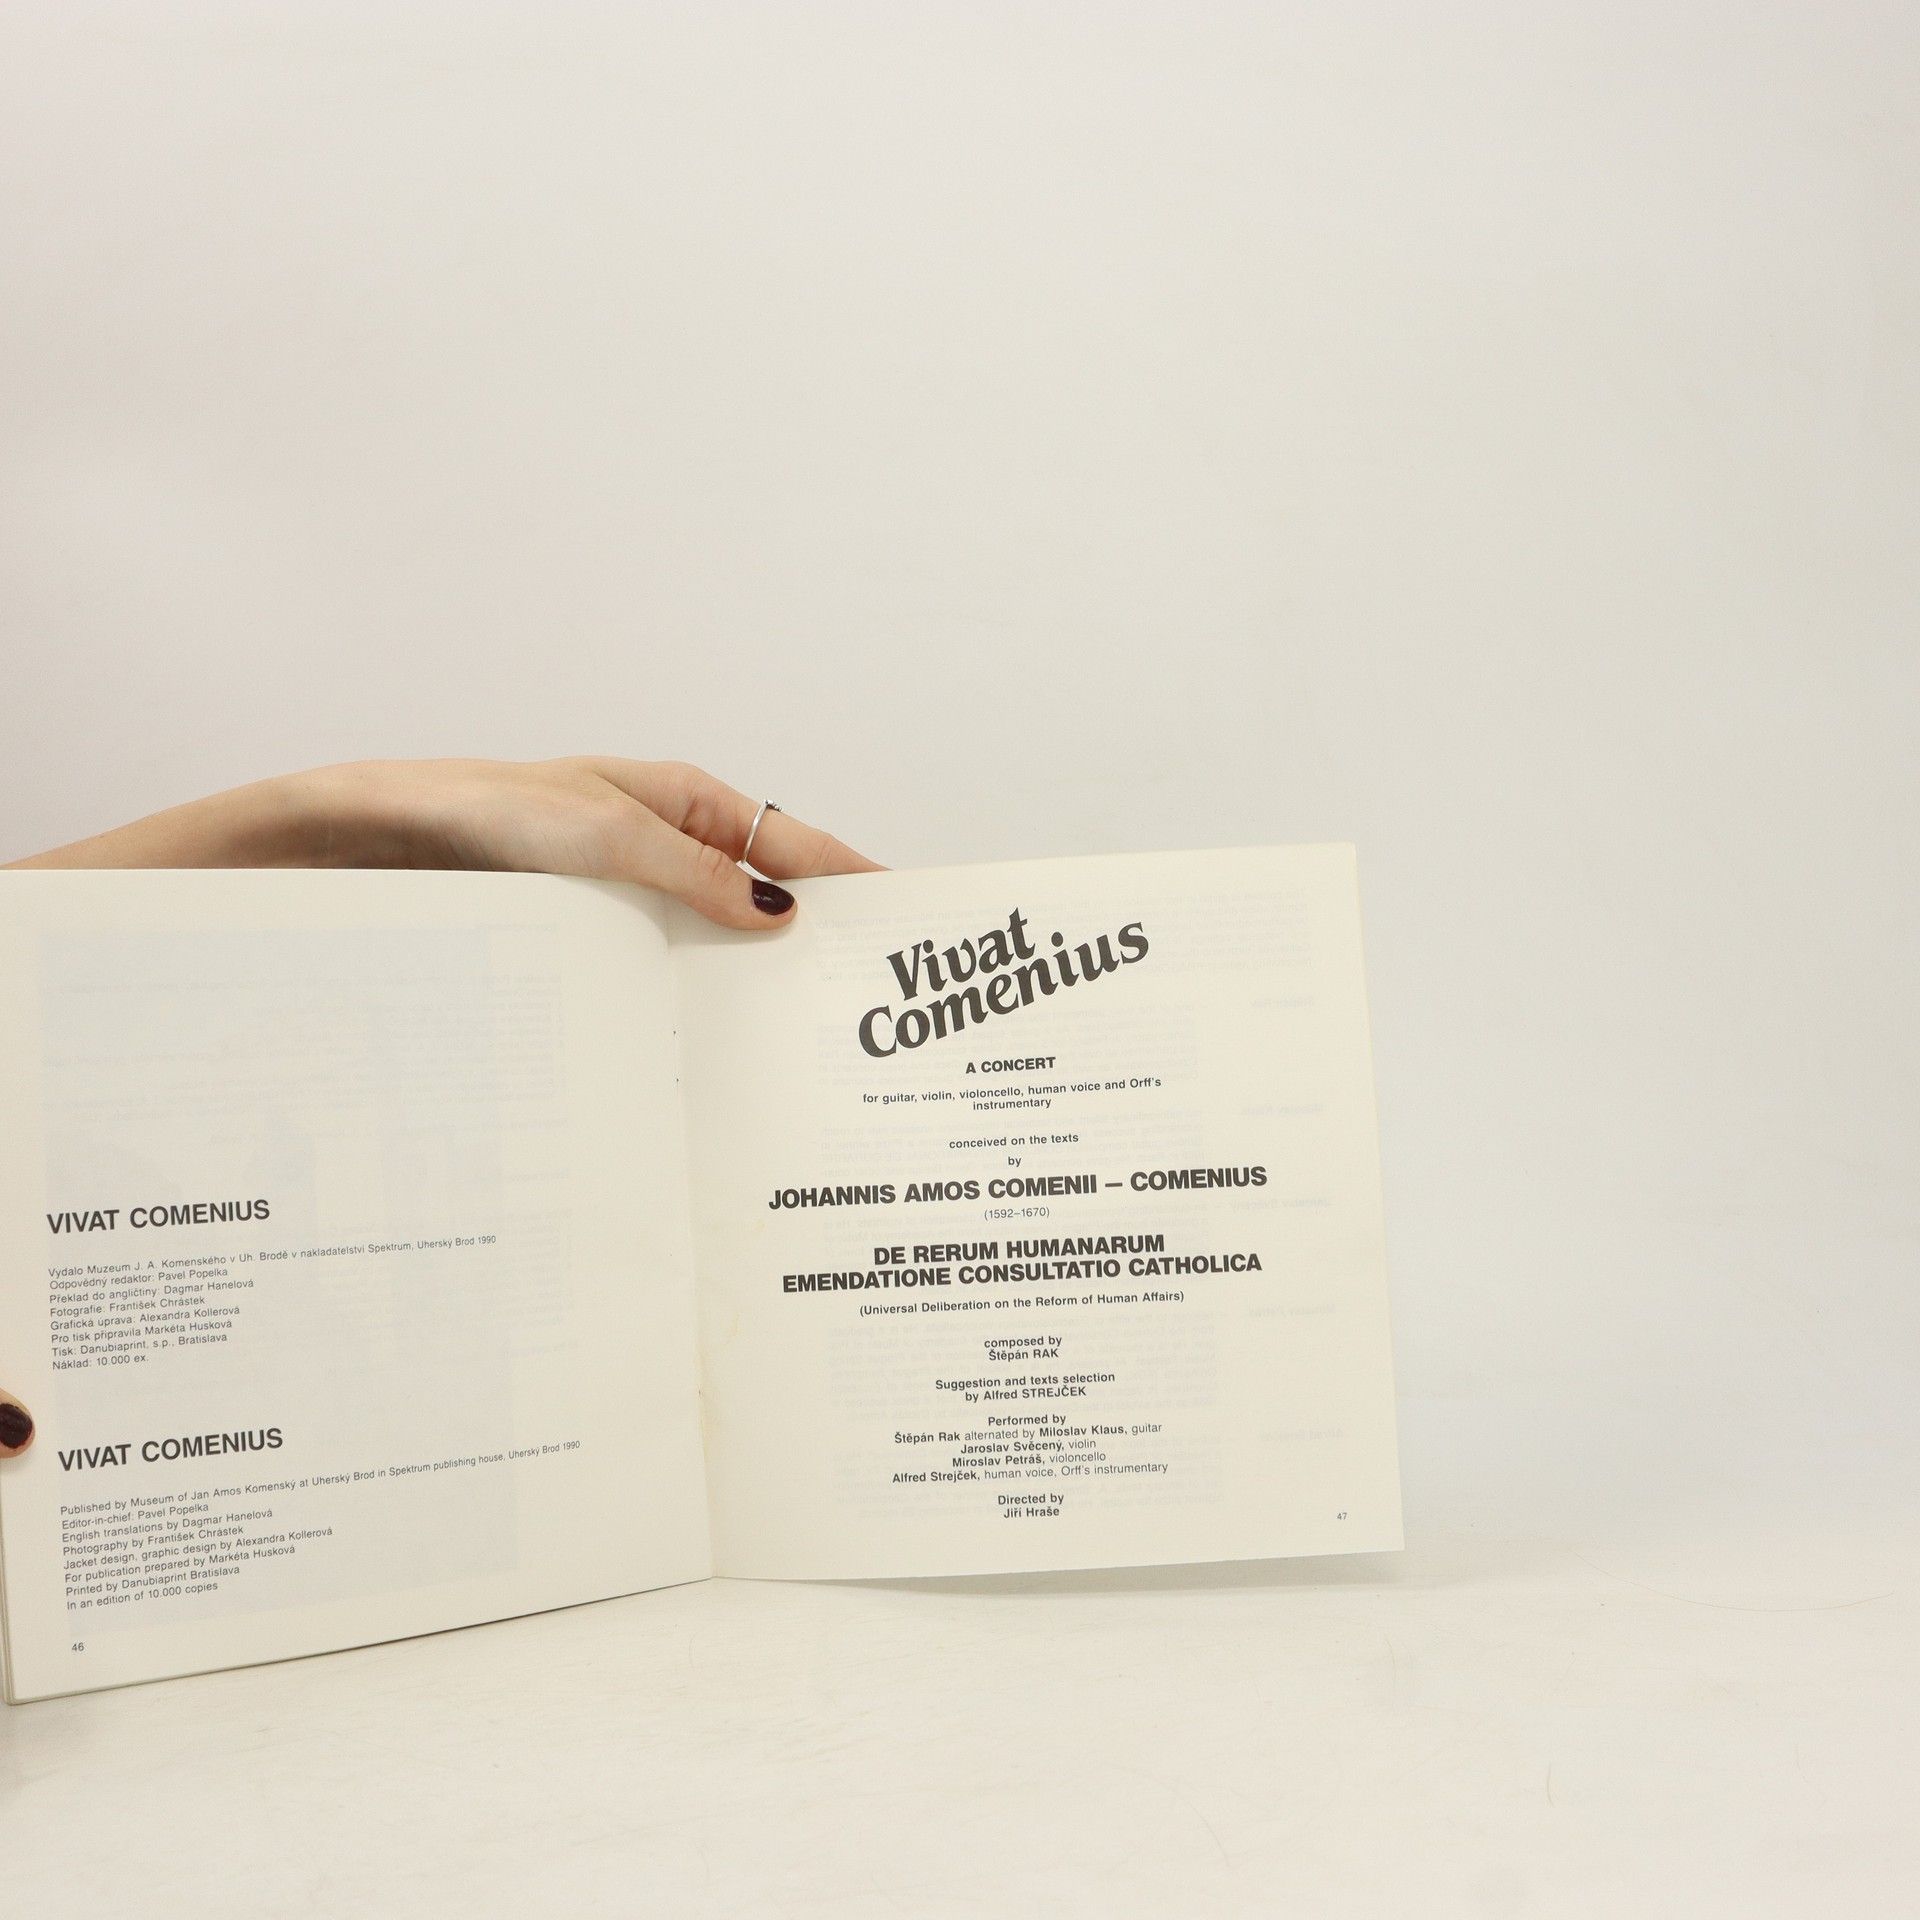 VIVAT COMENIUS
Vydalo Muzeum J. A. Komenského v Uh. Brodě v nakladatelství Spektrum, Uherský Brod 1990
Odpovědný redaktor: Pavel Popelka
Překlad do angličtiny: Dagmar Hanelová
Fotografie: František Chrástek
Grafická uprava: Alexandra Kollerová
Pro tisk připravila Markéta Husková
Tisk: Danubiaprint, s.p., Bratislava
Náklad: 10.000 ex.
VIVAT COMENIUS
Published by Museum of Jan Amos Komenský at Uherský Brod in Spektrum publishing house, Uherský Brod 1990
Editor-in-chief: Pavel Popelka
English translations by Dagmar Hanelová
Photography by František Chrástek
Jacket design, graphic design by Alexandra Kollerová
For publication prepared by Markéta Husková
Printed by Danubiaprint Bratislava
In an edition of 10.000 copies
46
Vivat
Comenius
A CONCERT
for guitar, violin, violoncello, human voice and Orff's
instrumentary
conceived on the texts
by
JOHANNIS AMOS COMENII – COMENIUS
(1592–1670)
DE RERUM HUMANARUM
EMENDATIONE CONSULTATIO CATHOLICA
(Universal Deliberation on the Reform of Human Affairs)
composed by
Štěpán RAK
Suggestion and texts selection
by Alfred STREJČEK
Performed by
Štěpán Rak alternated by Miloslav Klaus, guitar
Jaroslav Svěcený, violin
Miroslav Petráš, violoncello
Alfred Strejček, human voice, Orff's instrumentary
Directed by
Jiří Hraše
47